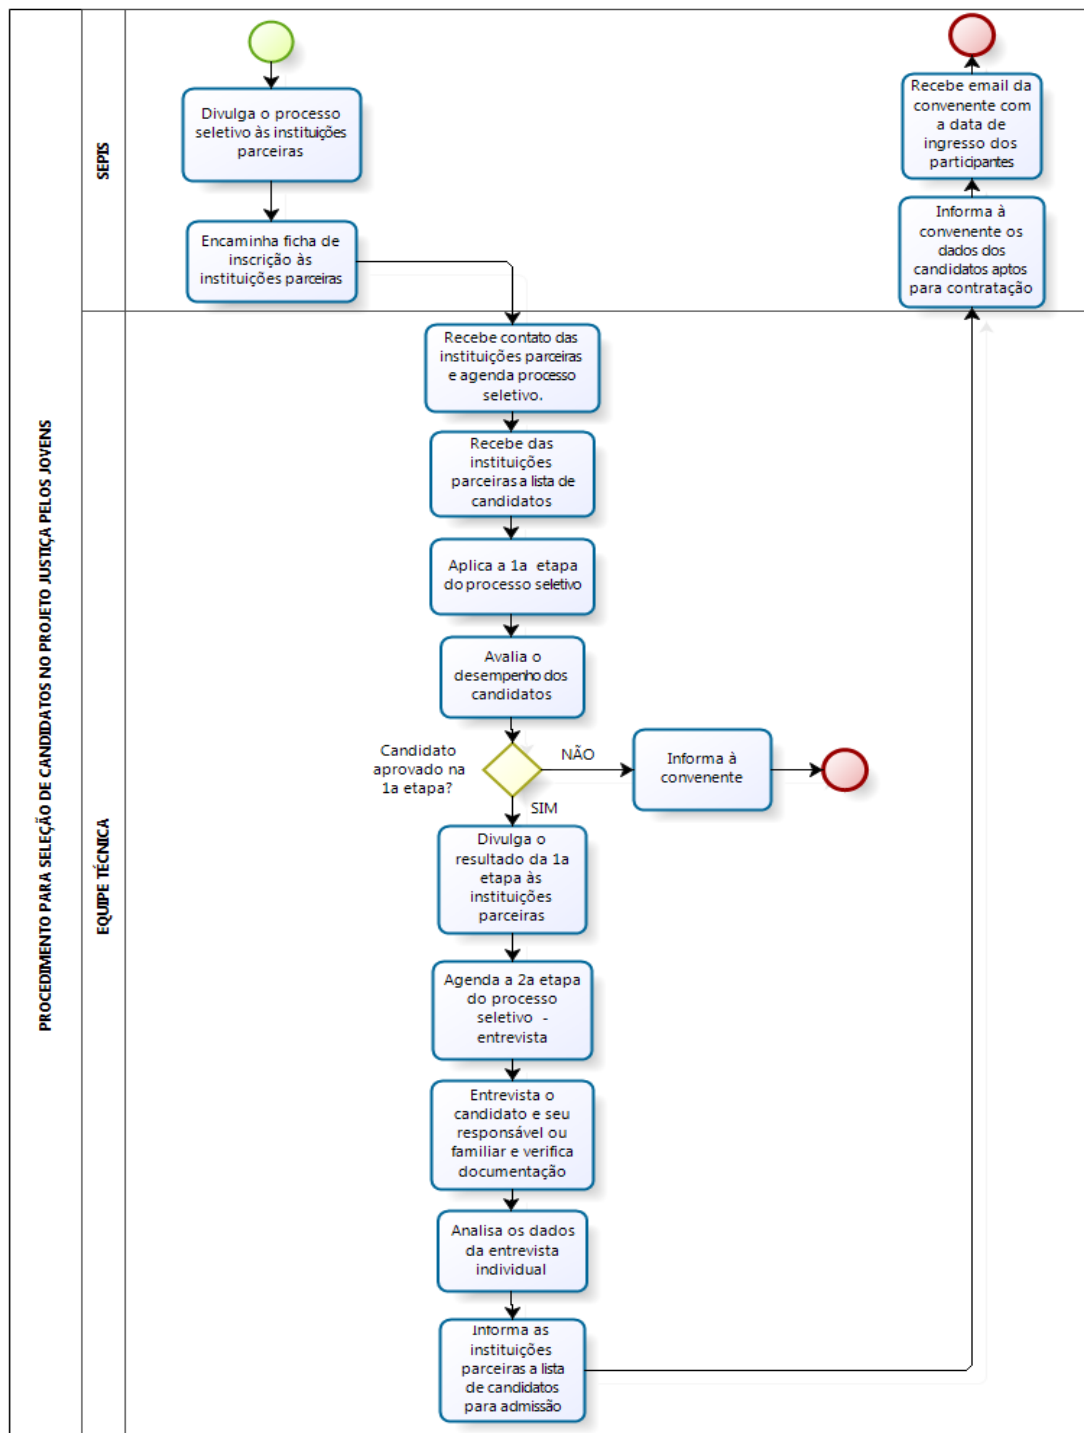 PROCEDIMENTO PARA SELEÇÃO DE CANDIDATOS NO PROJETO JUSTIÇA PELOS JOVENS
SEPIS
Divulga o processo
seletivo às instituições
parceiras
Encaminha ficha de
inscrição às
instituições parceiras
Recebe email da
convenente com
a data de
ingresso dos
participantes
Informa à
convenente os
dados dos
candidatos aptos
para contratação
EQUIPE TÉCNICA
Recebe contato das
instituições parceiras
e agenda processo
seletivo.
Recebe das
instituições
parceiras a lista de
candidatos
Aplica a 1a etapa
do processo seletivo
Avalia o
desempenho dos
candidatos
Candidato
aprovado na
1a etapa?
NÃO
Informa à
convenente
SIM
Divulga o
resultado da 1a
etapa às
instituições
parceiras
Agenda a 2a etapa
do processo
seletivo -
entrevista
Entrevista o
candidato e seu
responsável ou
familiar e verifica
documentação
Analisa os dados
da entrevista
individual
Informa as
instituições
parceiras a lista
de candidatos
para admissão